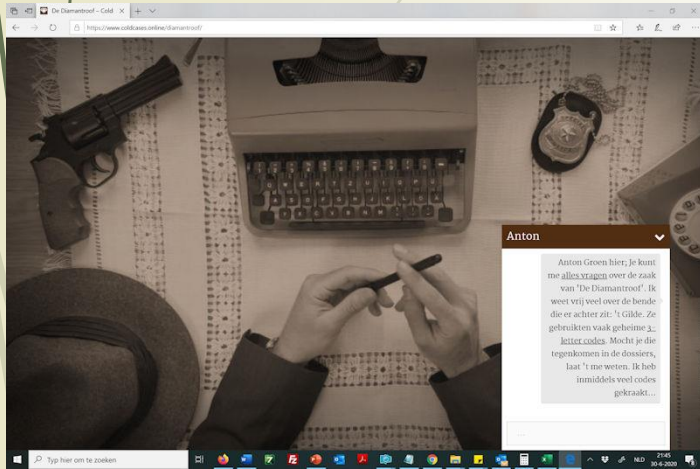 De Diamantroof – Cold
https://www.coldcases.online/diamantroof/
Anton
Anton Groen hier; Je kunt
me alles vragen over de zaak
van 'De Diamantroof'. Ik
weet vrij veel over de bende
die er achter zit: 't Gilde. Ze
gebruikten vaak geheime 3-
letter codes. Mocht je die
tegenkomen in de dossiers,
laat 't me weten. Ik heb
inmiddels veel codes
gekraakt...
Typ hier om te zoeken
NLD
21:45
30-6-2020